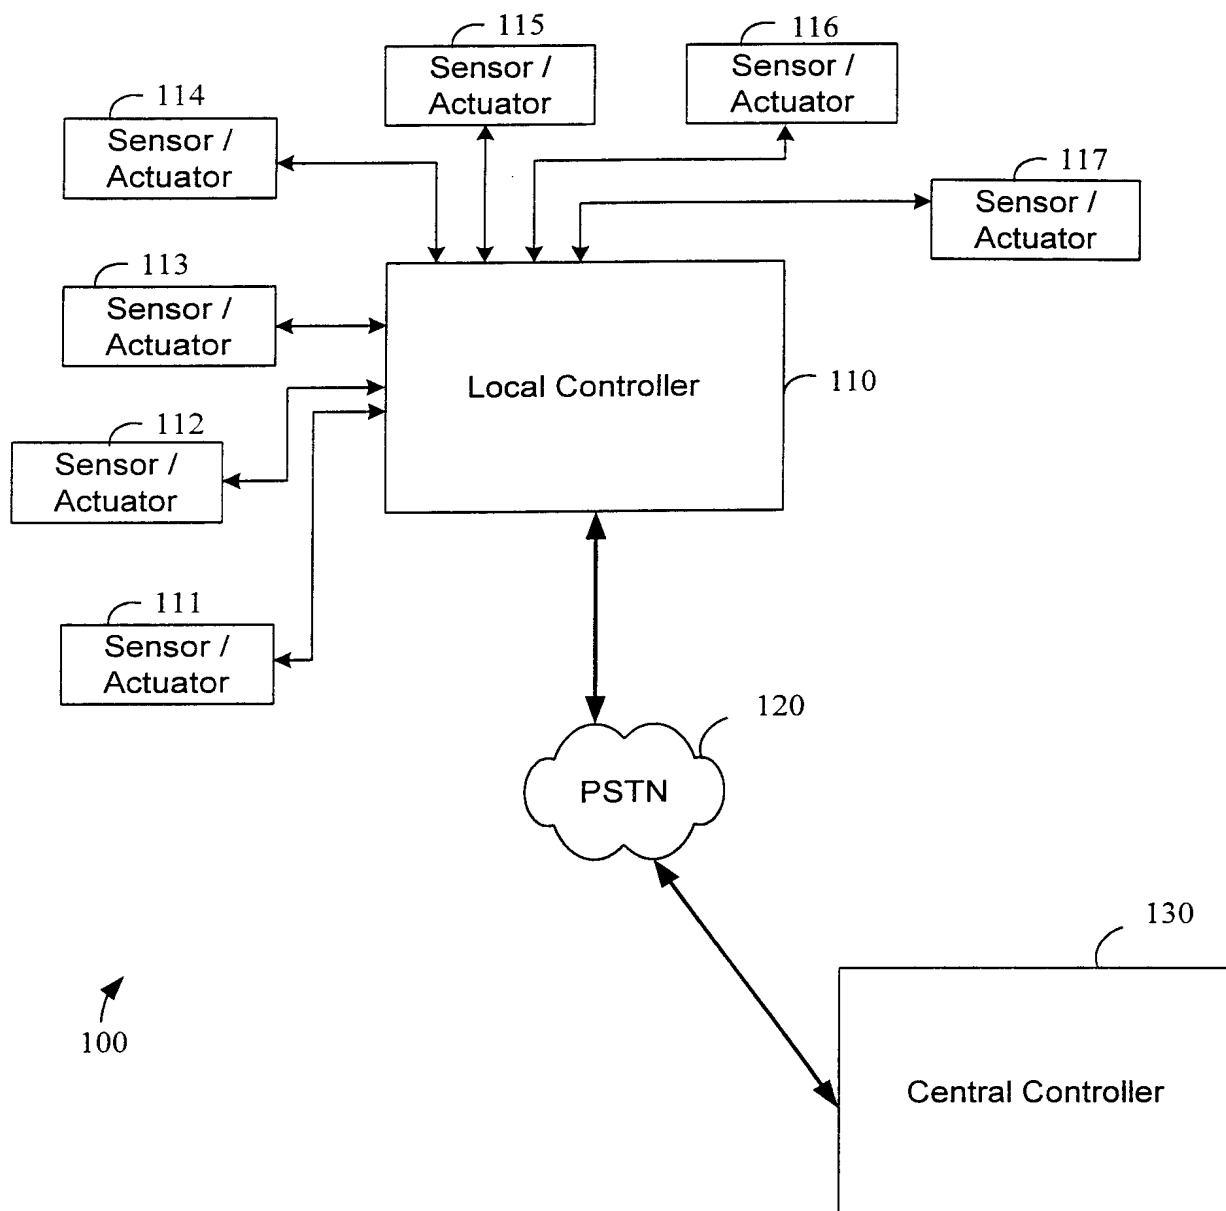 115
Sensor /
Actuator
116
Sensor /
Actuator
114
Sensor /
Actuator
117
Sensor /
Actuator
113
Sensor /
Actuator
Local Controller
110
112
Sensor /
Actuator
111
Sensor /
Actuator
120
PSTN
130
100
Central Controller